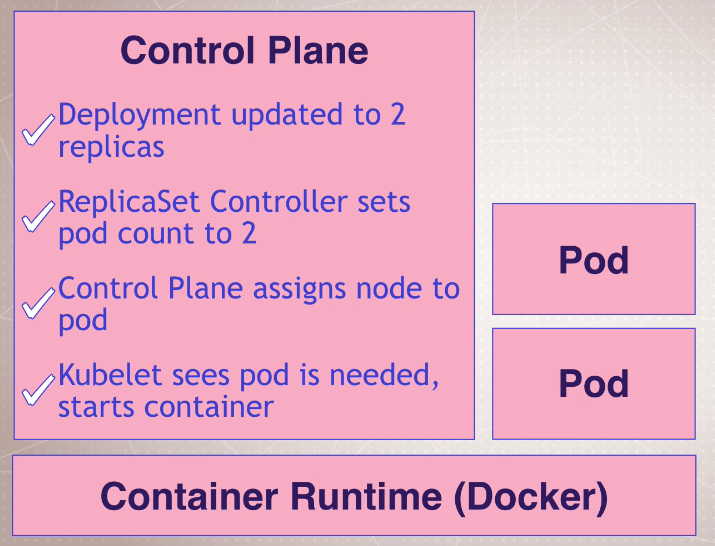 Control Plane
Deployment updated to 2
replicas
ReplicaSet Controller sets
pod count to 2
Control Plane assigns node to
pod
Kubelet sees pod is needed,
starts container
Pod
Pod
Container Runtime (Docker)